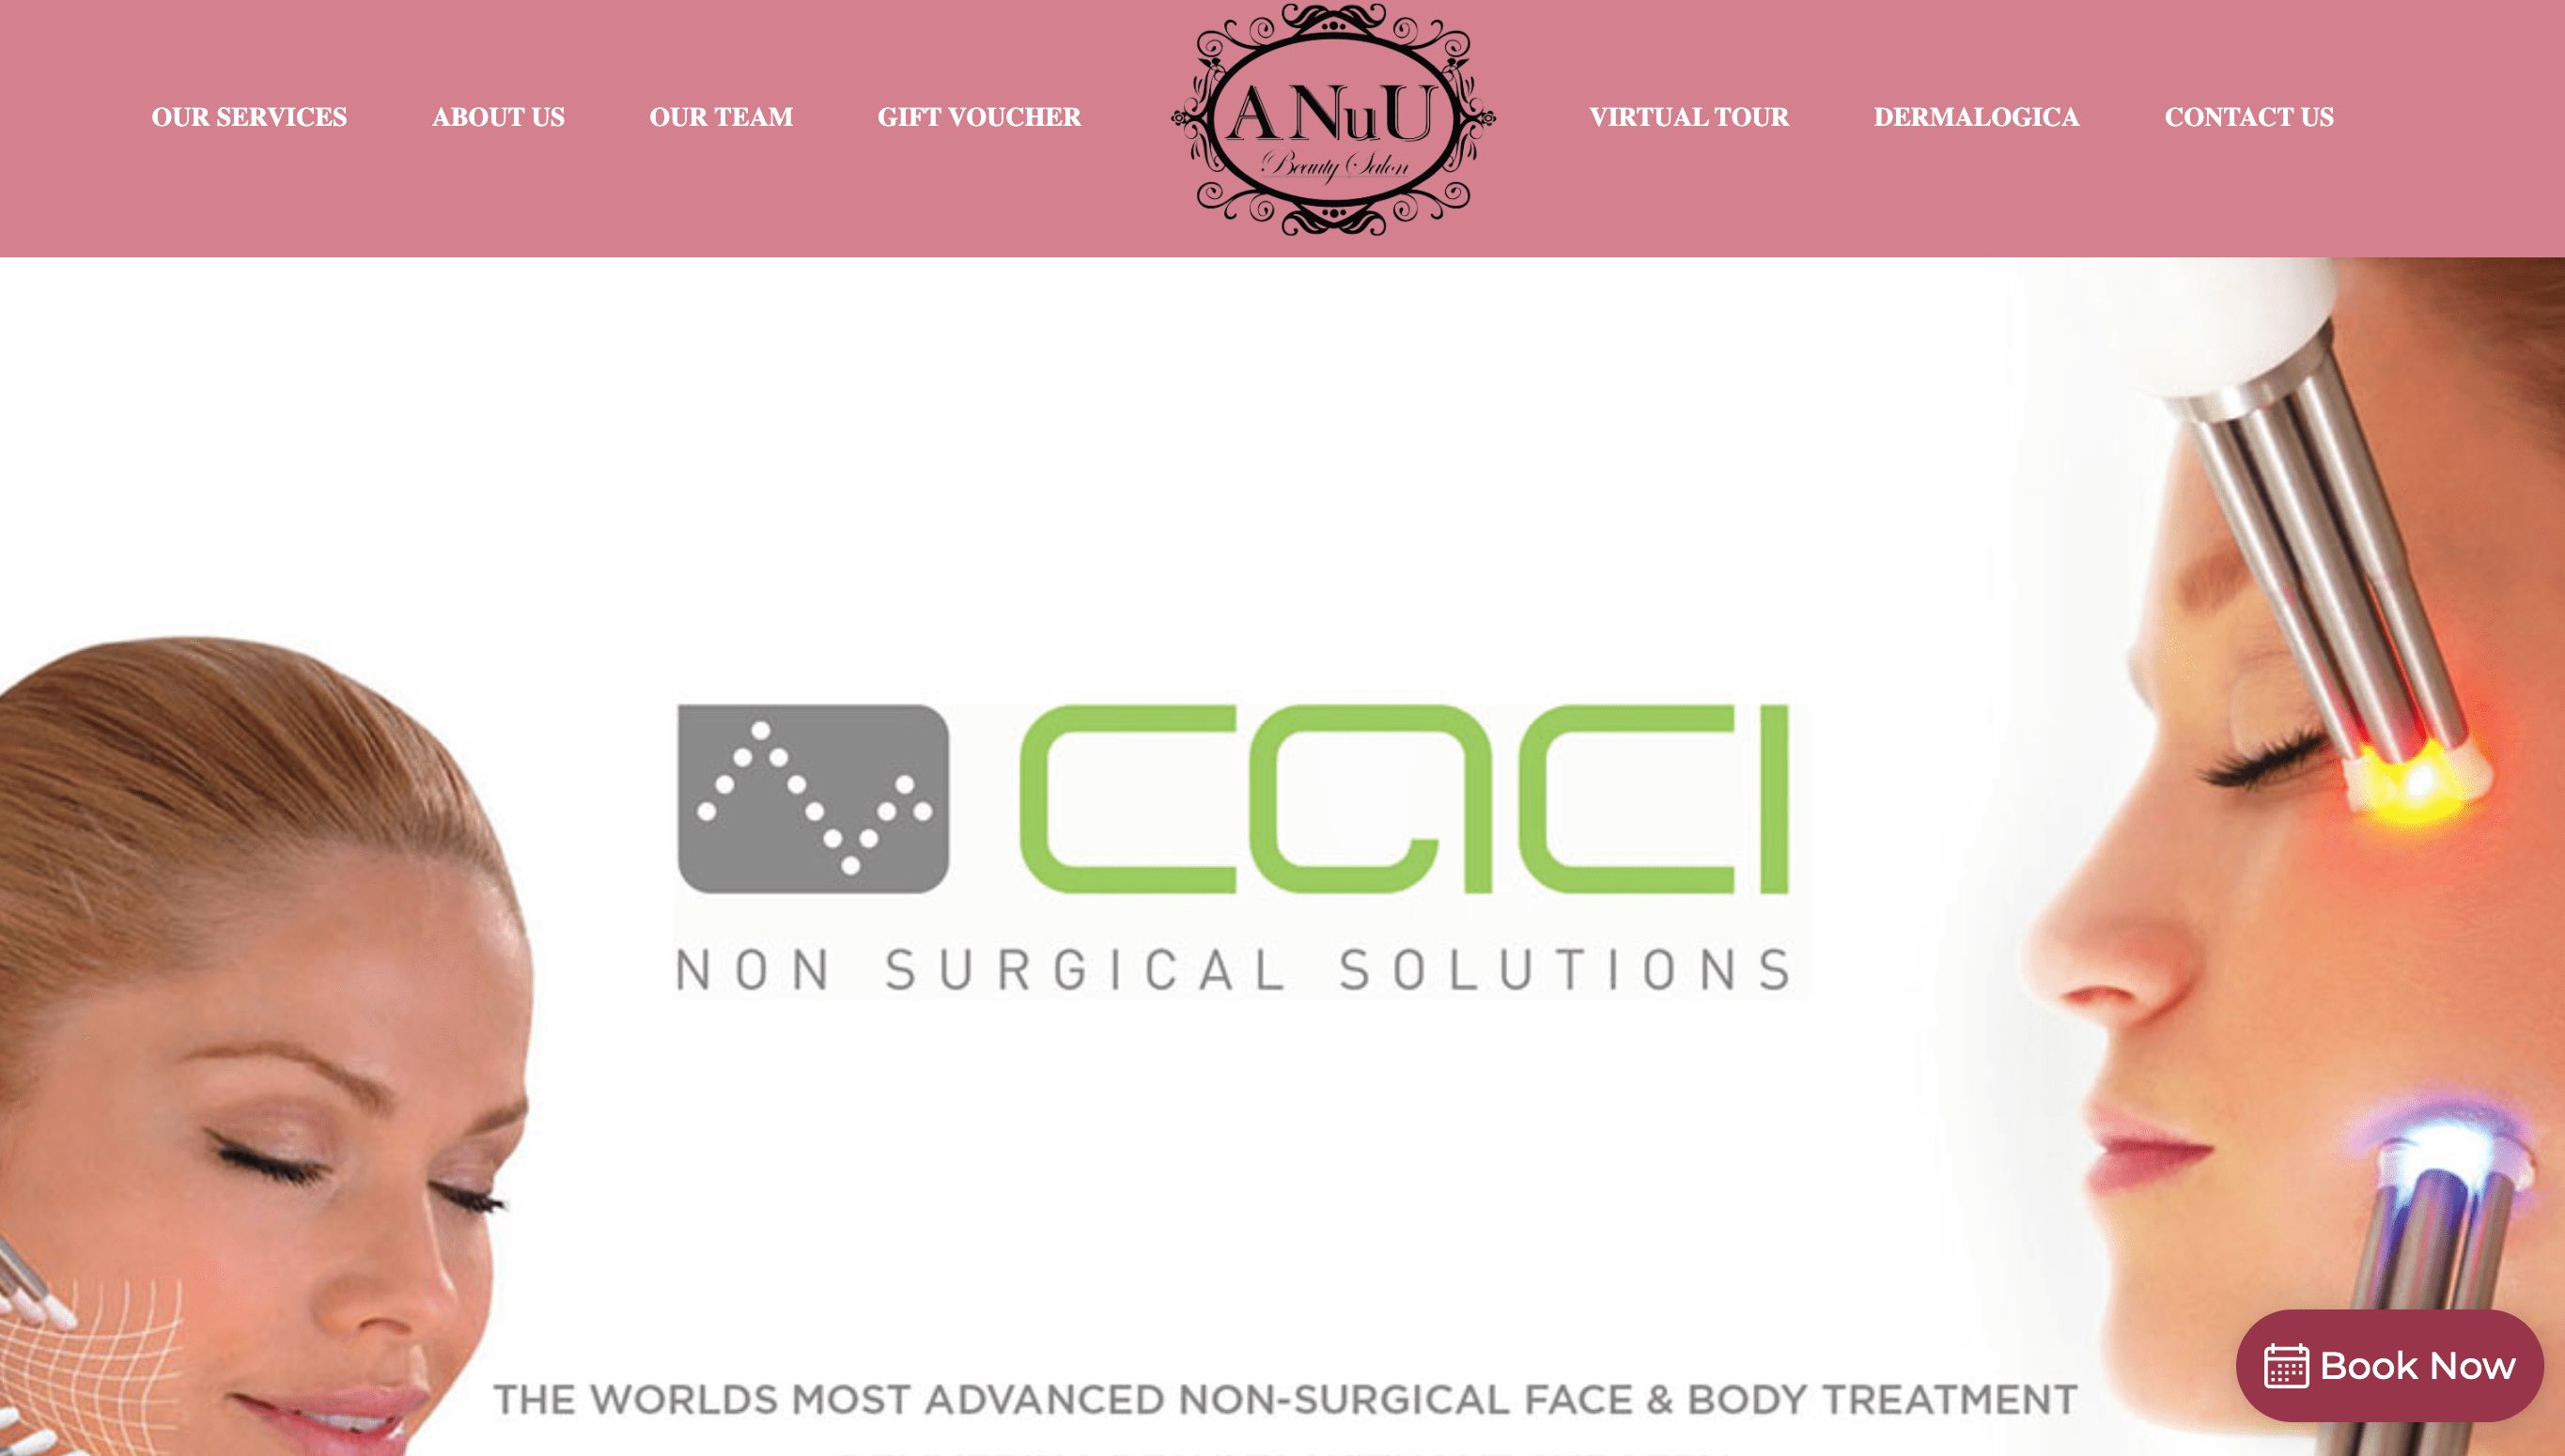 OUR SERVICES
ABOUT US
OUR TEAM
GIFT VOUCHER
ANuU
Beauty Salon
VIRTUAL TOUR
DERMALOGICA
CONTACT US
caci
NON SURGICAL SOLUTIONS
THE WORLDS MOST ADVANCED NON-SURGICAL FACE & BODY TREATMENT
Book Now